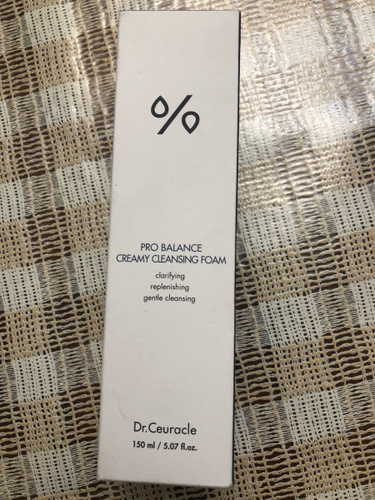 %
PRO BALANCE
CREAMY CLEANSING FOAM
clarifying
replenishing
gentle cleansing
Dr.Ceuracle
150 ml / 5.07 fl.oz.